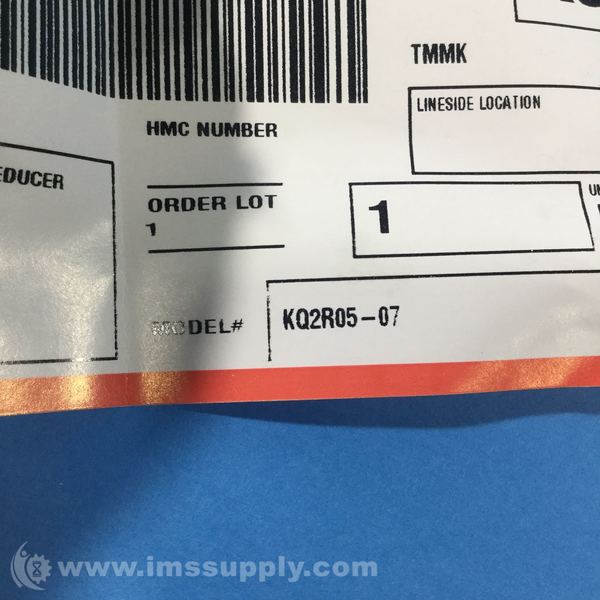 TMMK
LINESIDE LOCATION
HMC NUMBER
EDUCER
ORDER LOT
1
1
MODEL#
KQ2R05-07
www.imssupply.com